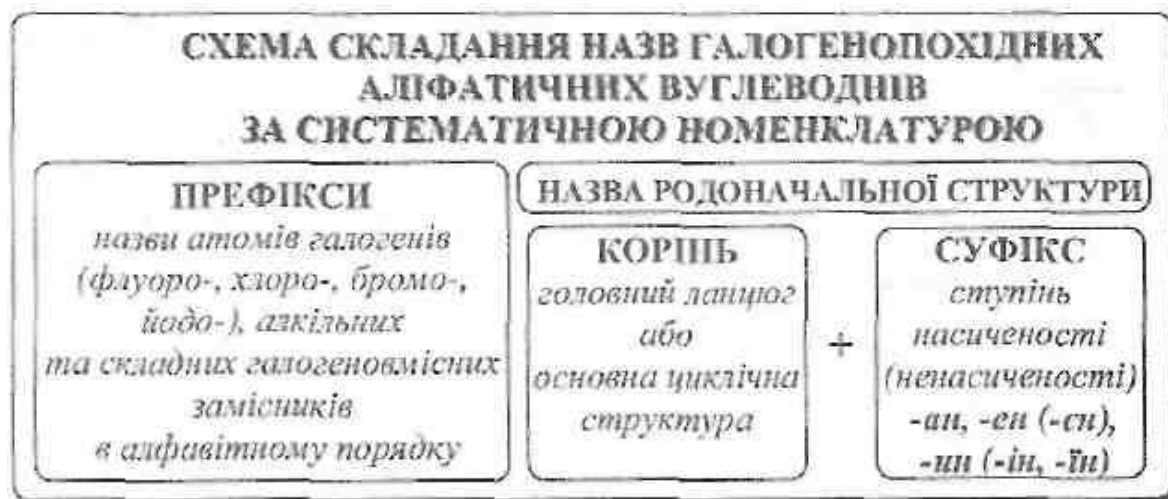 СХЕМА СКЛАДАННЯ НАЗВ ГАЛОГЕНОПОХІДНИХ
АЛІФАТИЧНИХ ВУГЛЕВОДНІВ
ЗА СИСТЕМАТИЧНОЮ НОМЕНКЛАТУРОЮ
ПРЕФІКСИ
назви атомів галогенів
(флуоро-, хлоро-, бромо-,
йодо-), алкільних
та складних галогеновмісних
замісників
в алфавітному порядку
НАЗВА РОДОНАЧАЛЬНОЇ СТРУКТУРИ
КОРІНЬ
головний ланцюг
або
основна циклічна
структура
+
СУФІКС
ступінь
насиченості
(ненасиченості)
-ан, -ен (-єн),
-ин (-ін, -їн)